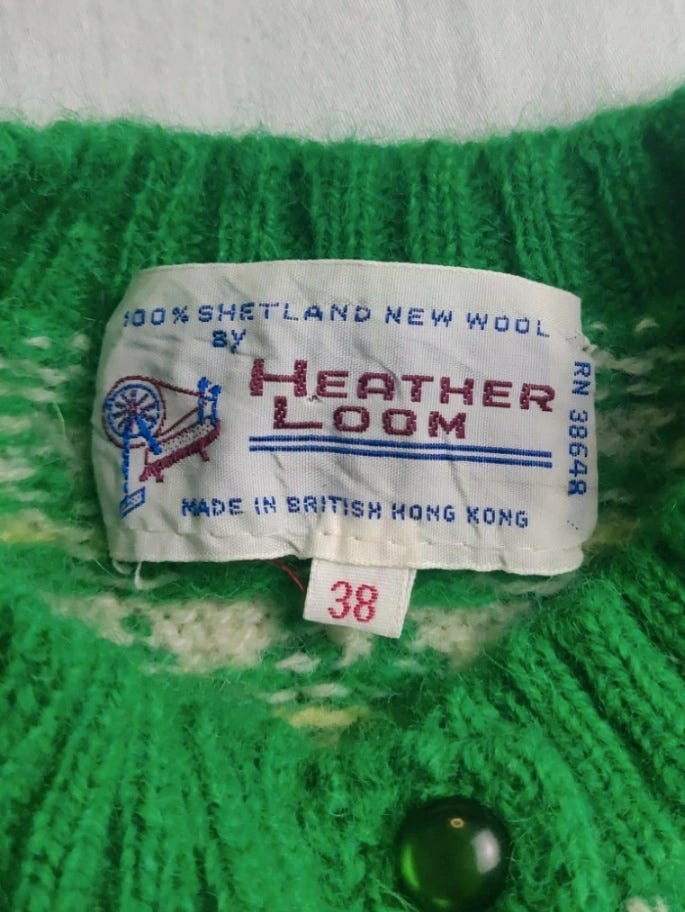 100% SHETLAND NEW WOOL
BY
HEATHER
LOOM
MADE IN BRITISH HONG KONG
RN 38648
38